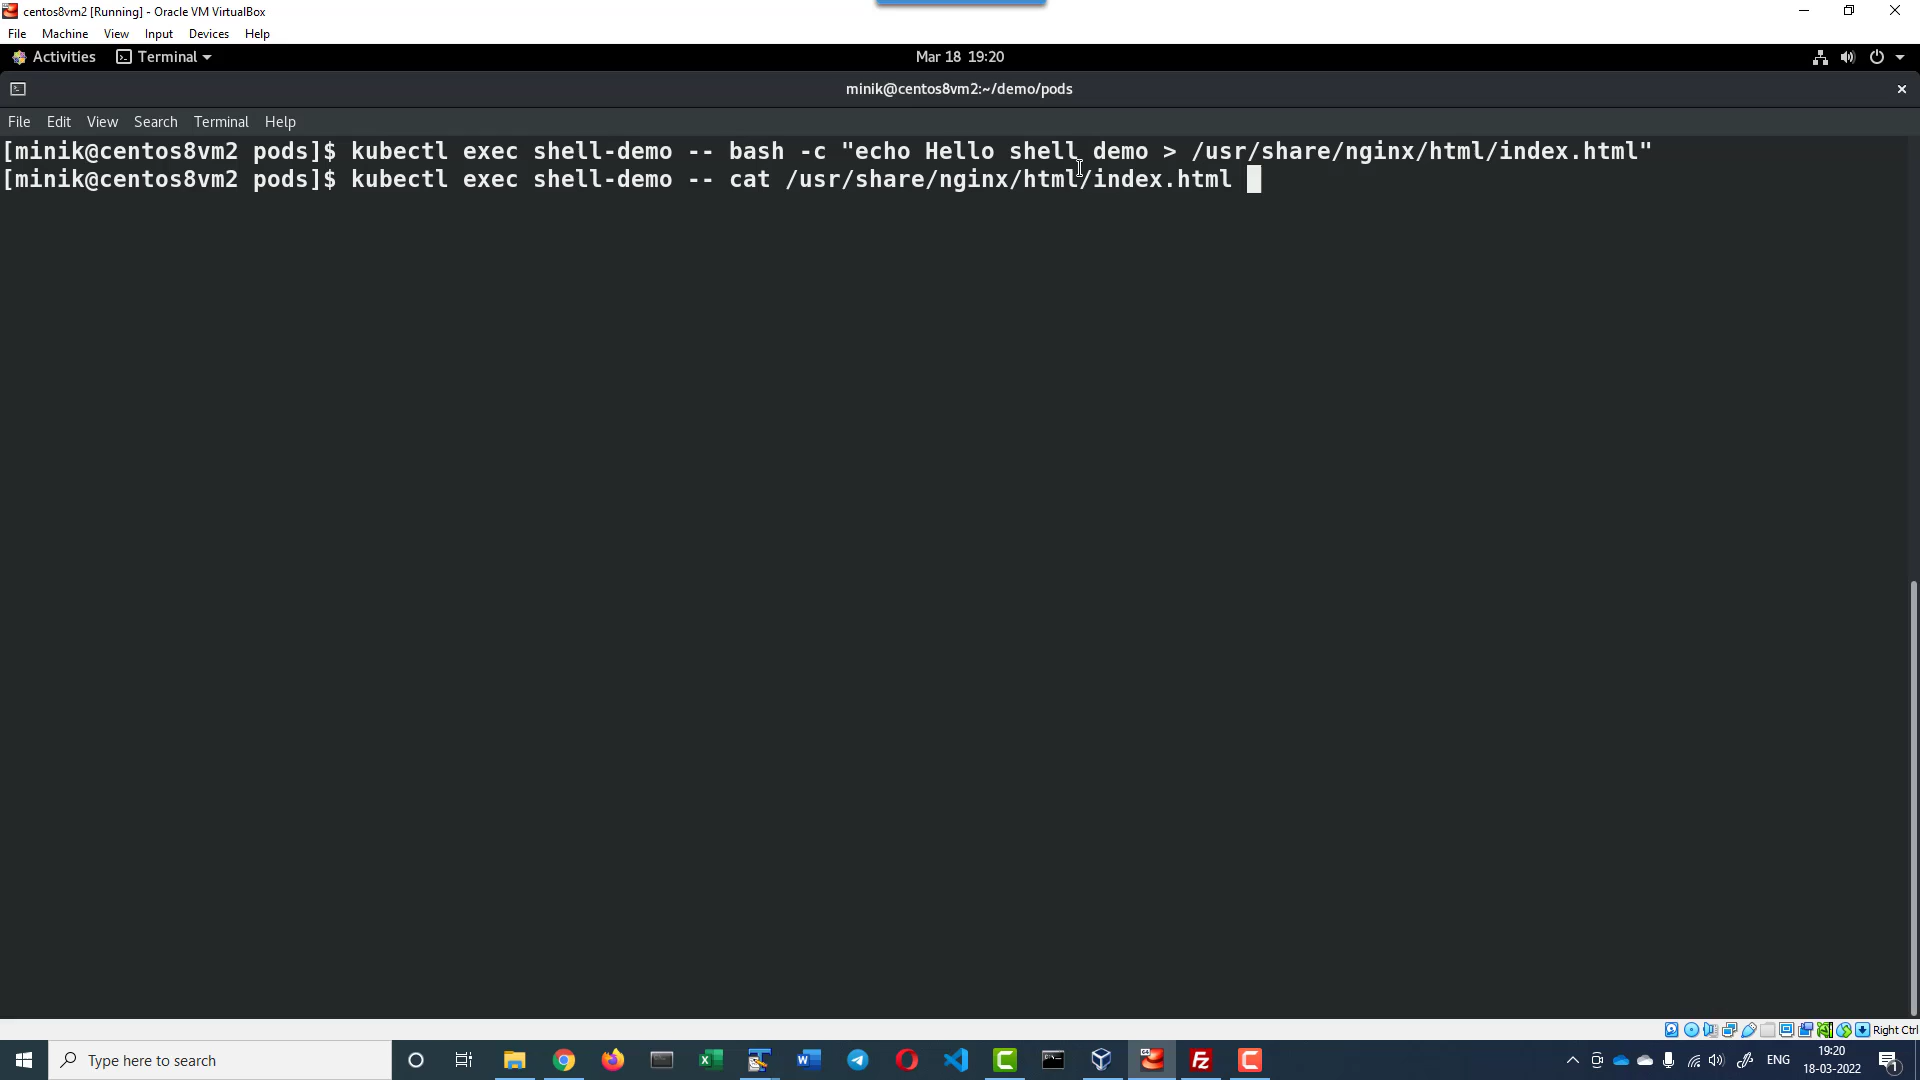 centos8vm2 [Running] - Oracle VM VirtualBox
File Machine View Input Devices Help
Activities Terminal Mar 18 19:20
minik@centos8vm2:~/demo/pods
File Edit View Search Terminal Help
[minik@centos8vm2 pods]$ kubectl exec shell-demo -- bash -c "echo Hello shell demo > /usr/share/nginx/html/index.html"
[minik@centos8vm2 pods]$ kubectl exec shell-demo -- cat /usr/share/nginx/html/index.html
Right Ctrl
Type here to search
ENG
19:20
18-03-2022
1